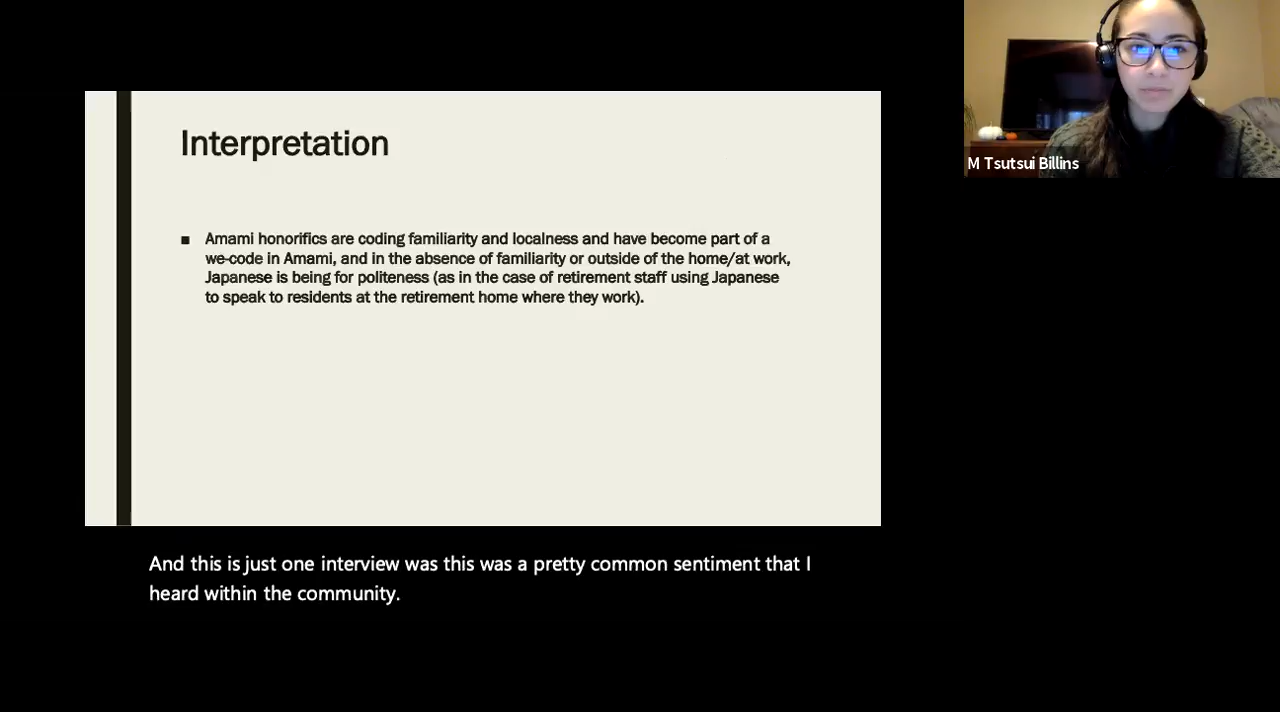 Interpretation
■ Amami honorifics are coding familiarity and localness and have become part of a
we-code in Amami, and in the absence of familiarity or outside of the home/at work,
Japanese is being for politeness (as in the case of retirement staff using Japanese
to speak to residents at the retirement home where they work).
M Tsutsui Billins
And this is just one interview was this was a pretty common sentiment that I
heard within the community.